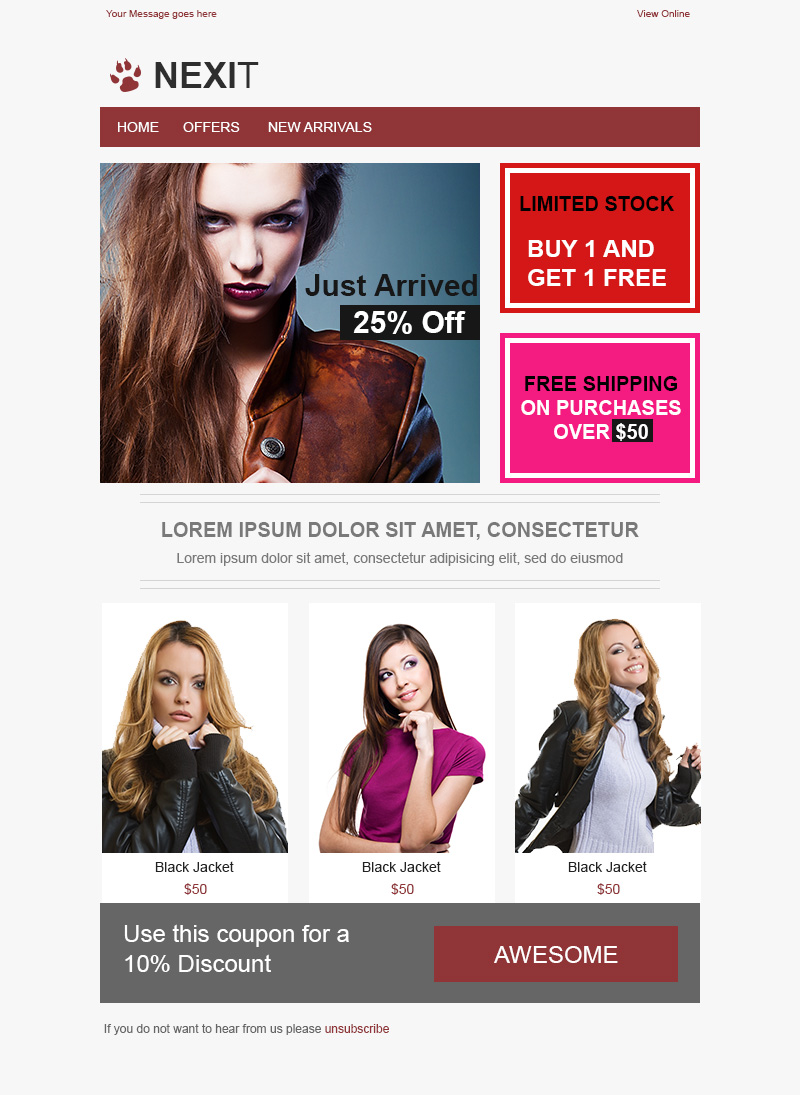 Your Message goes here
View Online
NEXIT
HOME OFFERS NEW ARRIVALS
Just Arrived
25% Off
LIMITED STOCK
BUY 1 AND
GET 1 FREE
FREE SHIPPING
ON PURCHASES
OVER $50
LOREM IPSUM DOLOR SIT AMET, CONSECTETUR
Lorem ipsum dolor sit amet, consectetur adipisicing elit, sed do eiusmod
Black Jacket
$50
Black Jacket
$50
Black Jacket
$50
Use this coupon for a
10% Discount
AWESOME
If you do not want to hear from us please unsubscribe